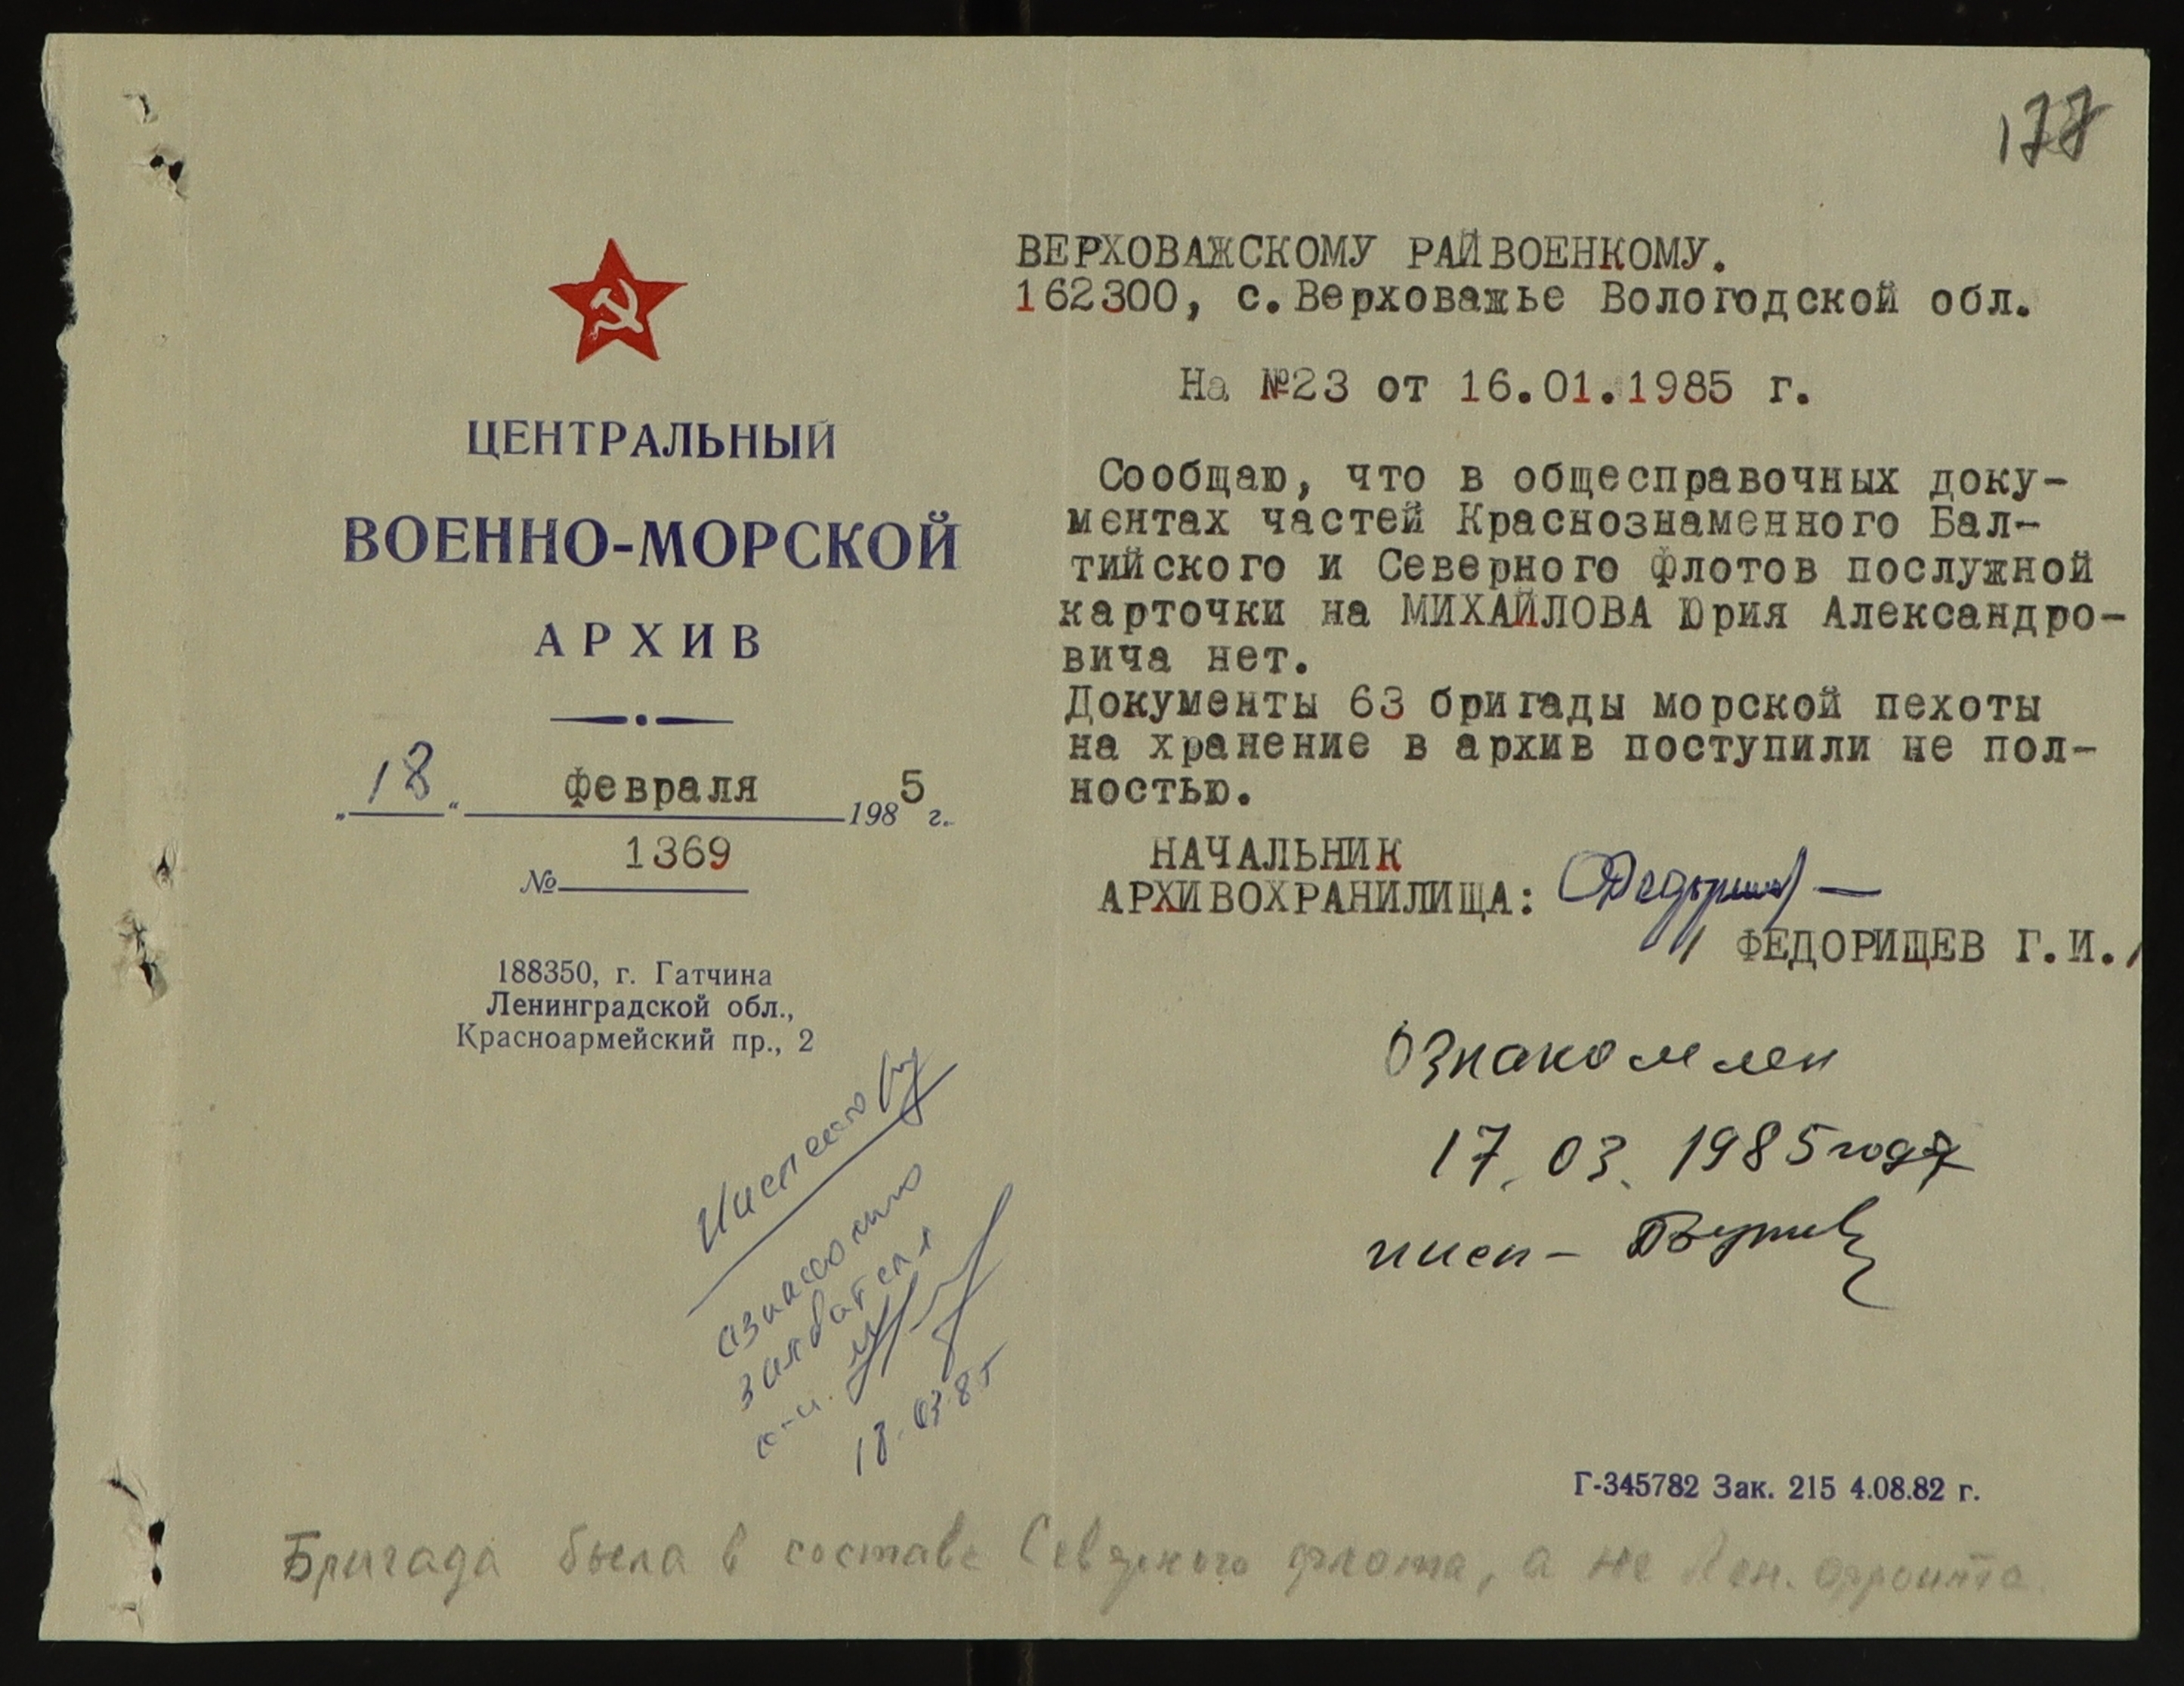 177
ЦЕНТРАЛЬНЫЙ
ВОЕННО-МОРСКОЙ
АРХИВ
„18“ февраля 1985 г.
№ 1369
188350, г. Гатчина
Ленинградской обл.,
Красноармейский пр., 2
ВЕРХОВАЖСКОМУ РАЙВОЕНКОМУ.
162300, с.Верховажье Вологодской обл.
На №23 от 16.01.1985 г.
Сообщаю, что в общесправочных доку-
ментах частей Краснознаменного Бал-
тийского и Северного Флотов послужной
карточки на МИХАЙЛОВА Юрия Александро-
вича нет.
Документы 63 бригады морской пехоты
на хранение в архив поступили не пол-
ностью.
НАЧАЛЬНИК
АРХИВОХРАНИЛИЩА:
/ ФЕДОРИЩЕВ Г.И./
Ознакомлен
17.03.1985 года
18.03.85
Г-345782 Зак. 215 4.08.82 г.
Бригада была в составе Северного флота, а не Лен. фронта.